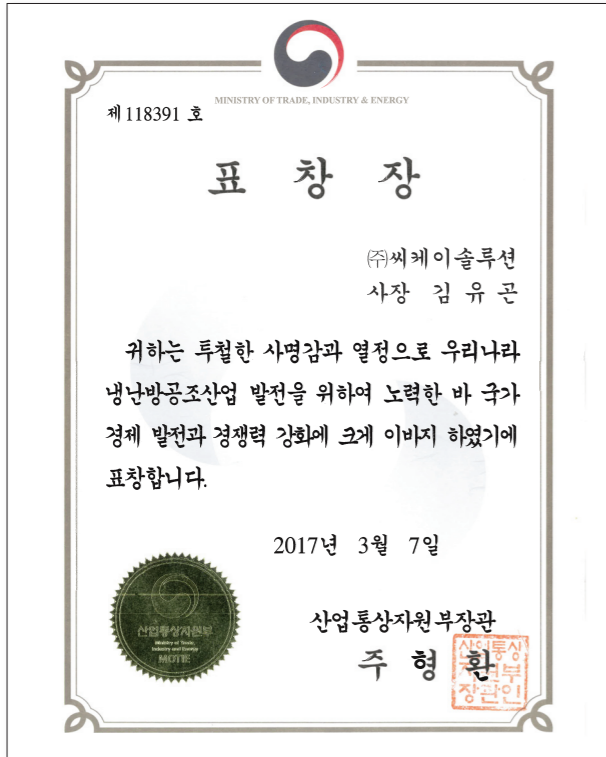 MINISTRY OF TRADE, INDUSTRY & ENERGY
제118391 호
표 창 장
㈜씨케이솔루션
사장 김 유 곤
귀하는 투철한 사명감과 열정으로 우리나라
냉난방공조산업 발전을 위하여 노력한 바 국가
경제 발전과 경쟁력 강화에 크게 이바지 하였기에
표창합니다.
2017년 3월 7일
산업통상자원부
Ministry of Trade,
Industry and Energy
MOTIE
산업통상자원부장관
주 형 환
산업통상
자원부
장관인